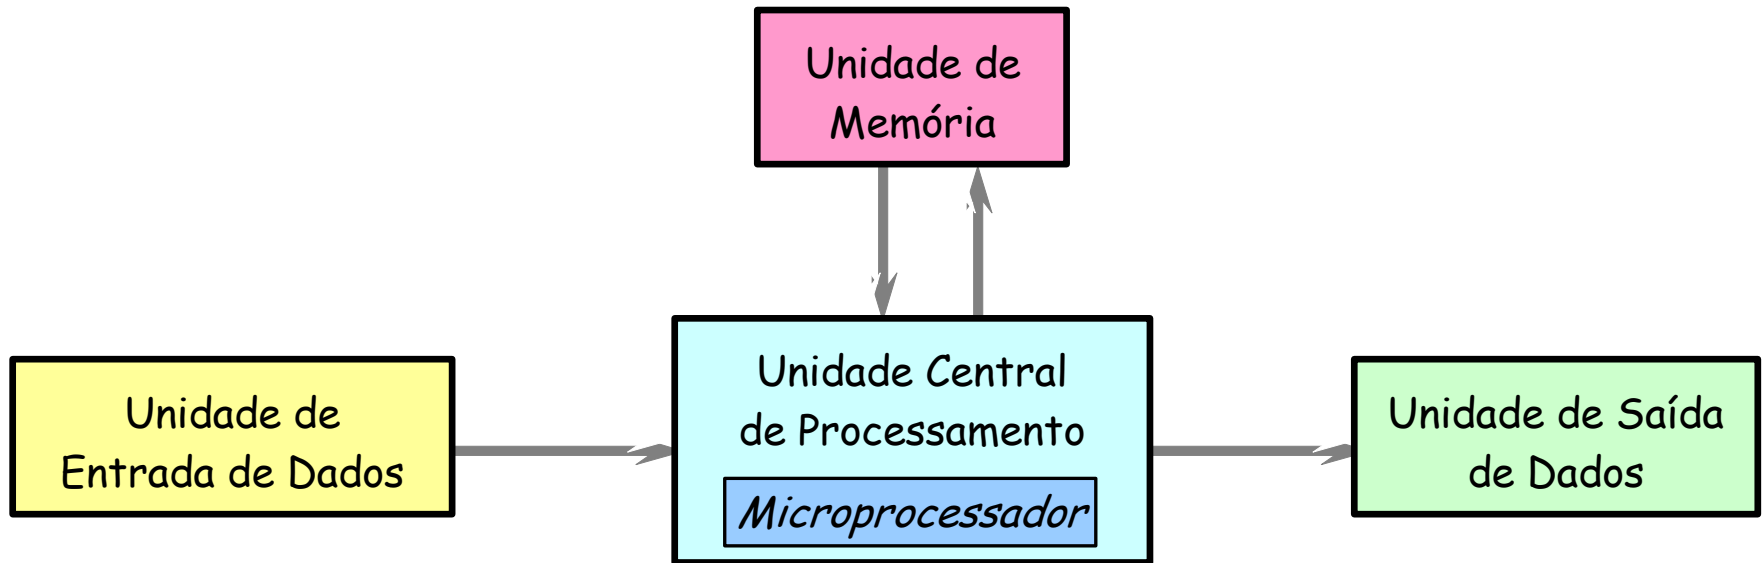 Unidade de
Memória
Unidade de
Entrada de Dados
Unidade Central
de Processamento
Microprocessador
Unidade de Saída
de Dados